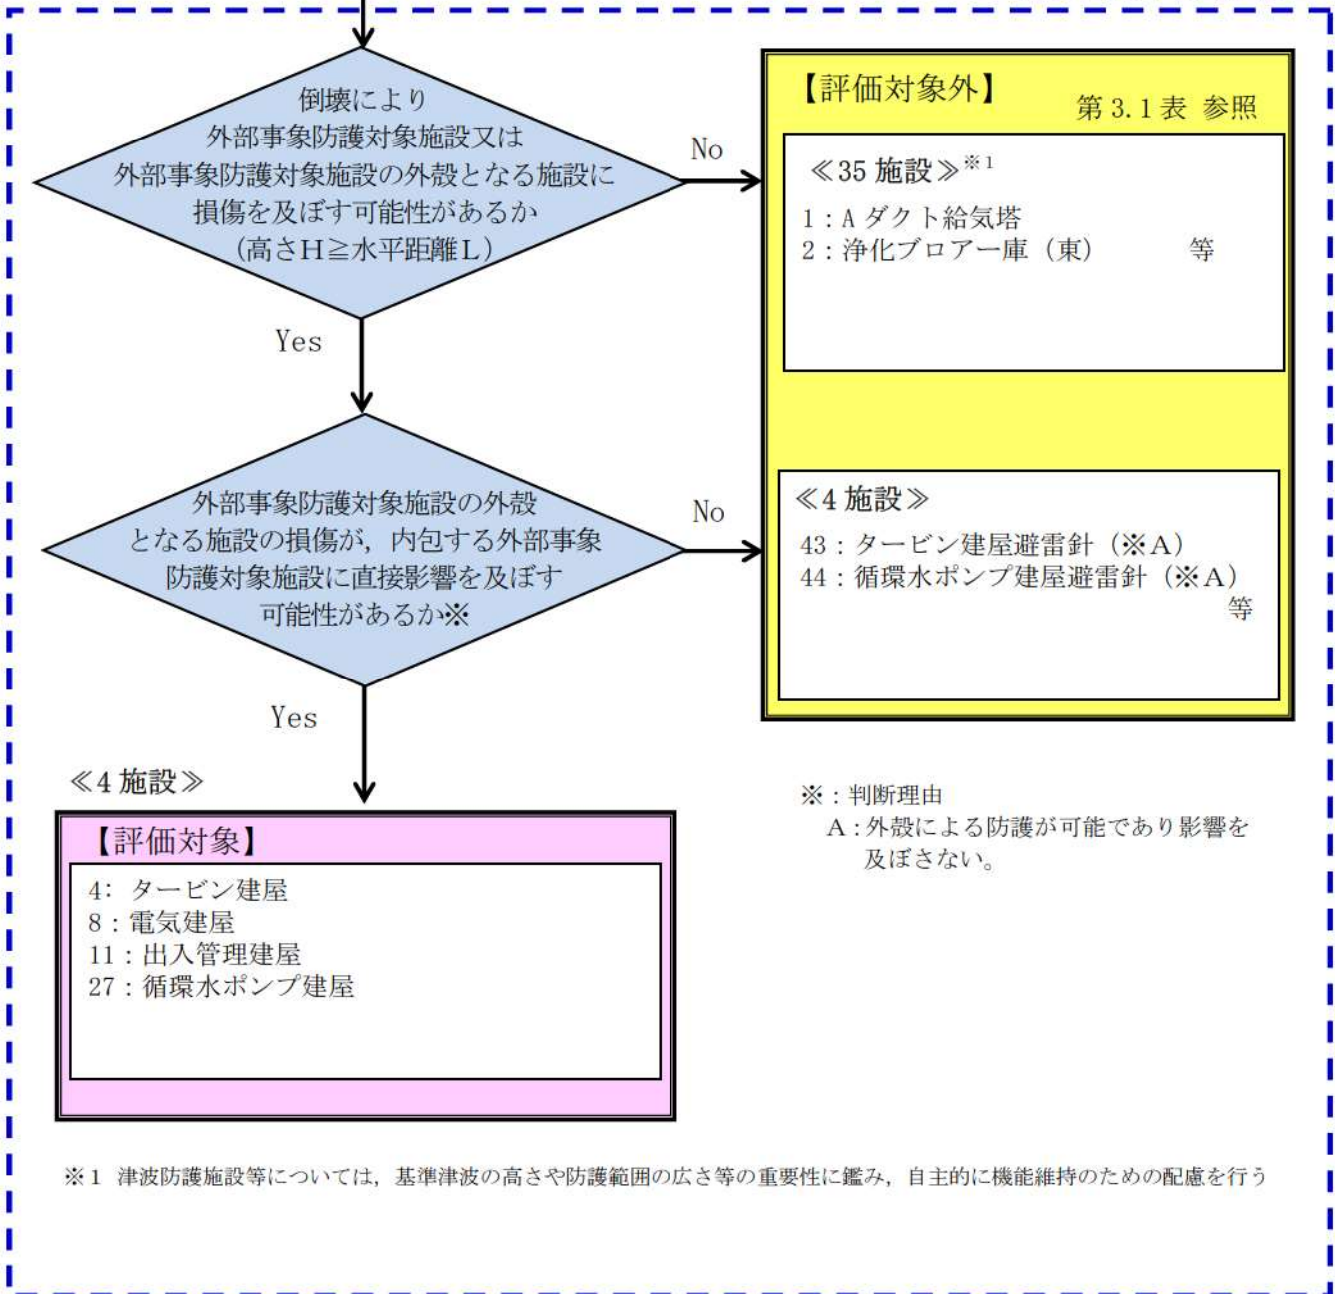 倒壊により
外部事象防護対象施設又は
外部事象防護対象施設の外殻となる施設に
損傷を及ぼす可能性があるか
（高さH≧水平距離L）
No
Yes
【評価対象外】
第 3.1 表 参照
≪35 施設≫※1
1：A ダクト給気塔
2：浄化ブロアー庫（東） 等
外部事象防護対象施設の外殻
となる施設の損傷が，内包する外部事象
防護対象施設に直接影響を及ぼす
可能性があるか※
No
Yes
≪4 施設≫
43：タービン建屋避雷針（※A）
44：循環水ポンプ建屋避雷針（※A）
等
≪4 施設≫
【評価対象】
4： タービン建屋
8：電気建屋
11：出入管理建屋
27：循環水ポンプ建屋
※：判断理由
A：外殻による防護が可能であり影響を
及ぼさない。
※1 津波防護施設等については，基準津波の高さや防護範囲の広さ等の重要性に鑑み，自主的に機能維持のための配慮を行う